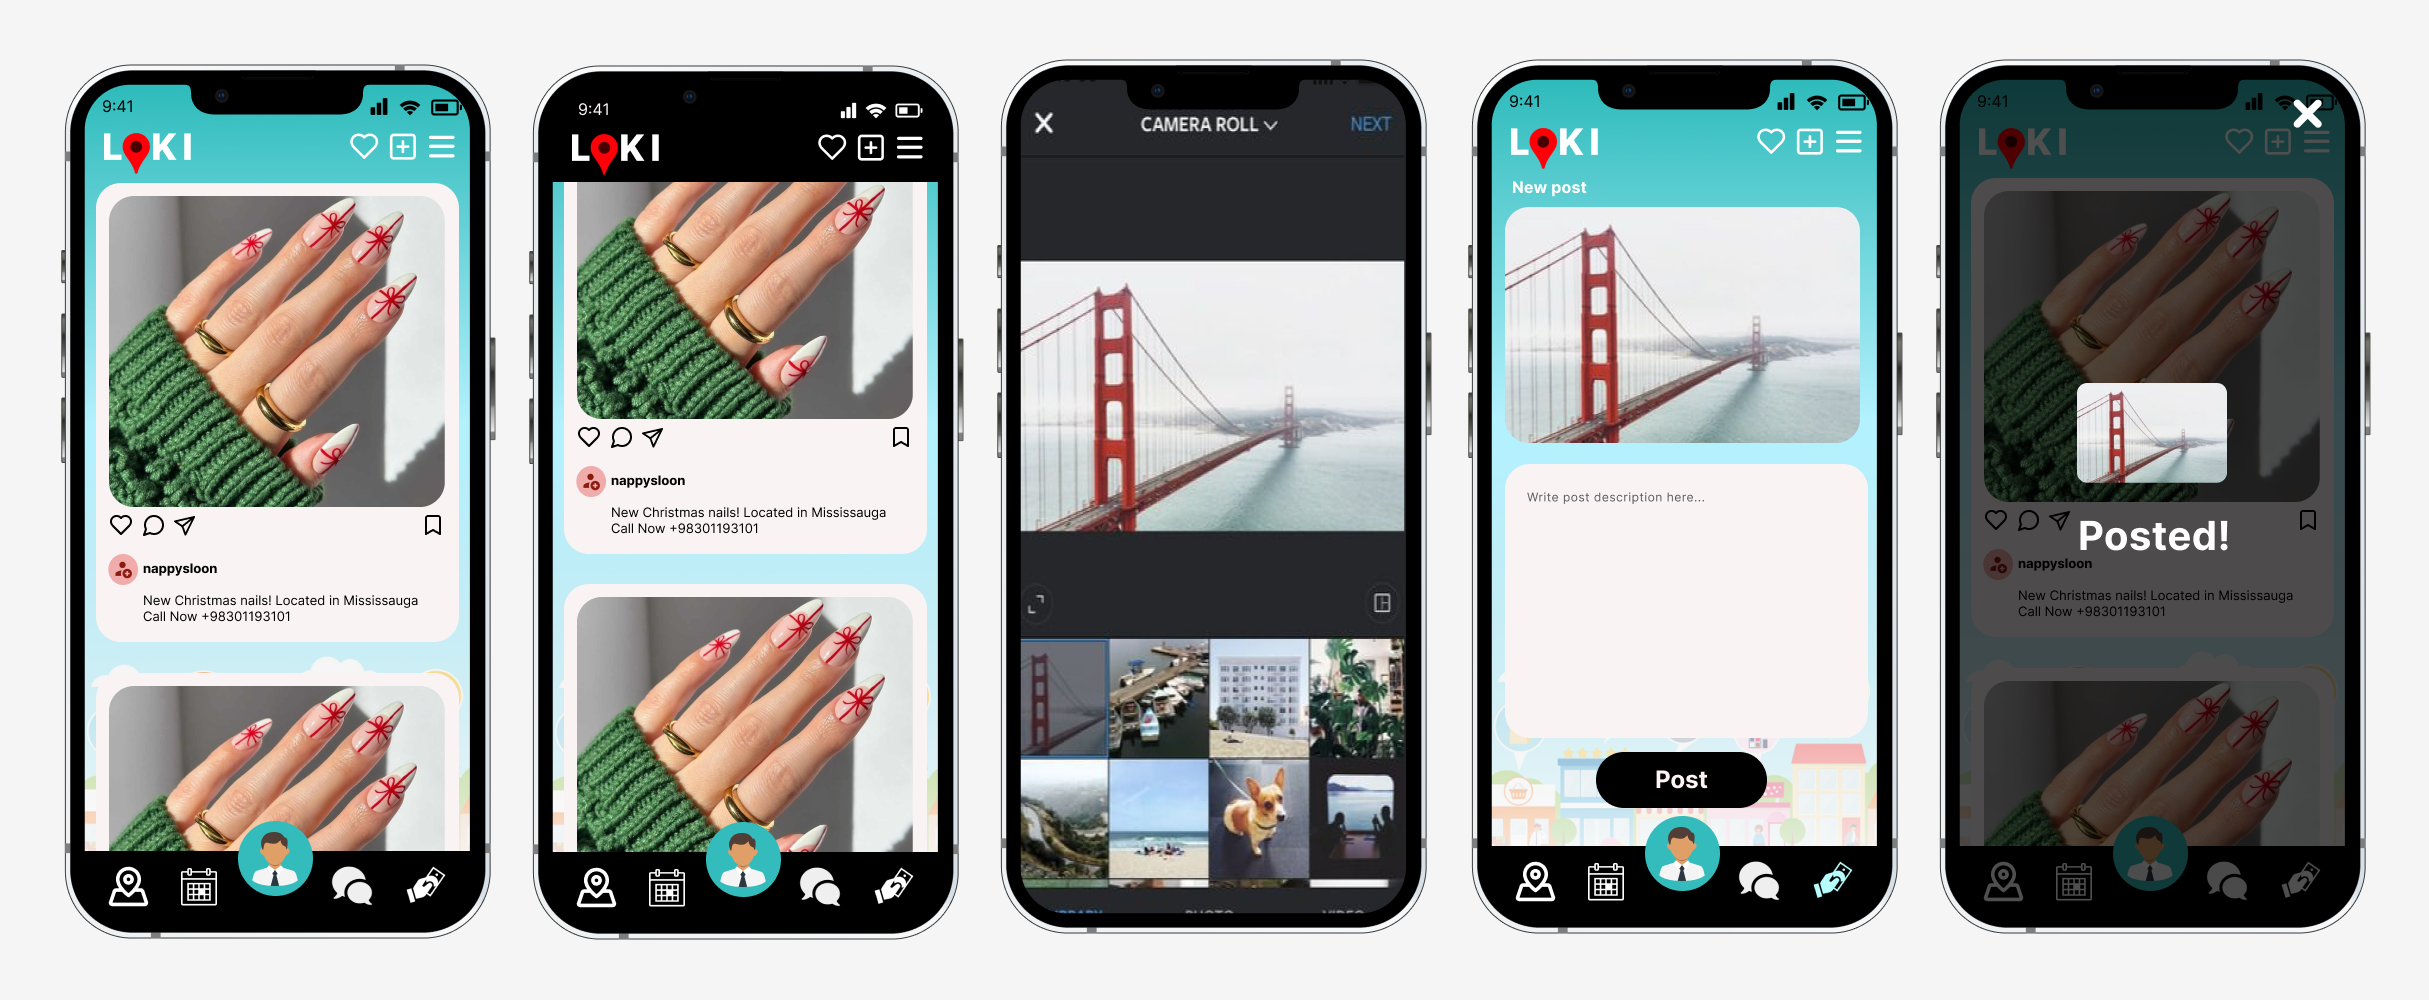 9:41
LOKI
nappysloon
New Christmas nails! Located in Mississauga
Call Now +98301193101
9:41
LOKI
nappysloon
New Christmas nails! Located in Mississauga
Call Now +98301193101
CAMERA ROLL
NEXT
PHOTO
VIDEO
9:41
LOKI
New post
Write post description here...
Post
9:41
LOKI
Posted!
nappysloon
New Christmas nails! Located in Mississauga
Call Now +98301193101